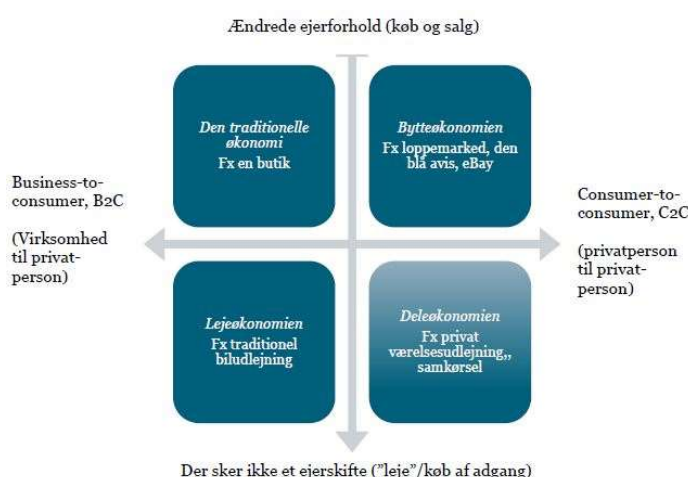 Ændrede ejerforhold (køb og salg)
Den traditionelle
økonomi
Fx en butik
Bytteøkonomien
Fx loppemarked, den
blå avis, eBay
Business-to-
consumer, B2C
(Virksomhed
til privat-
person)
Consumer-to-
consumer, C2C
(privatperson
til privat-
person)
Lejeøkonomien
Fx traditionel
biludlejning
Deleøkonomien
Fx privat
værelsesudlejning,,
samkørsel
Der sker ikke et ejerskifte ("leje"/køb af adgang)